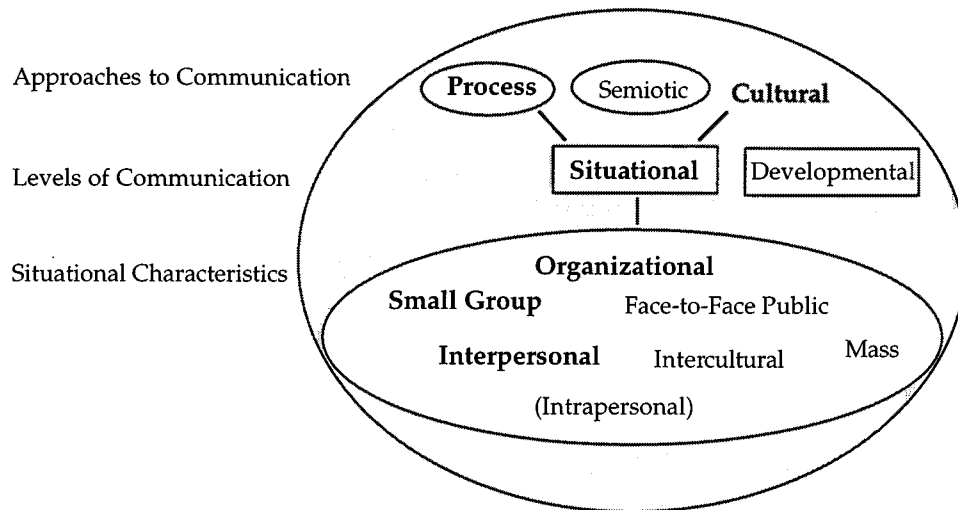 Approaches to Communication
Process
Semiotic
Cultural
Levels of Communication
Situational
Developmental
Situational Characteristics
Organizational
Small Group
Face-to-Face Public
Interpersonal
Intercultural
Mass
(Intrapersonal)